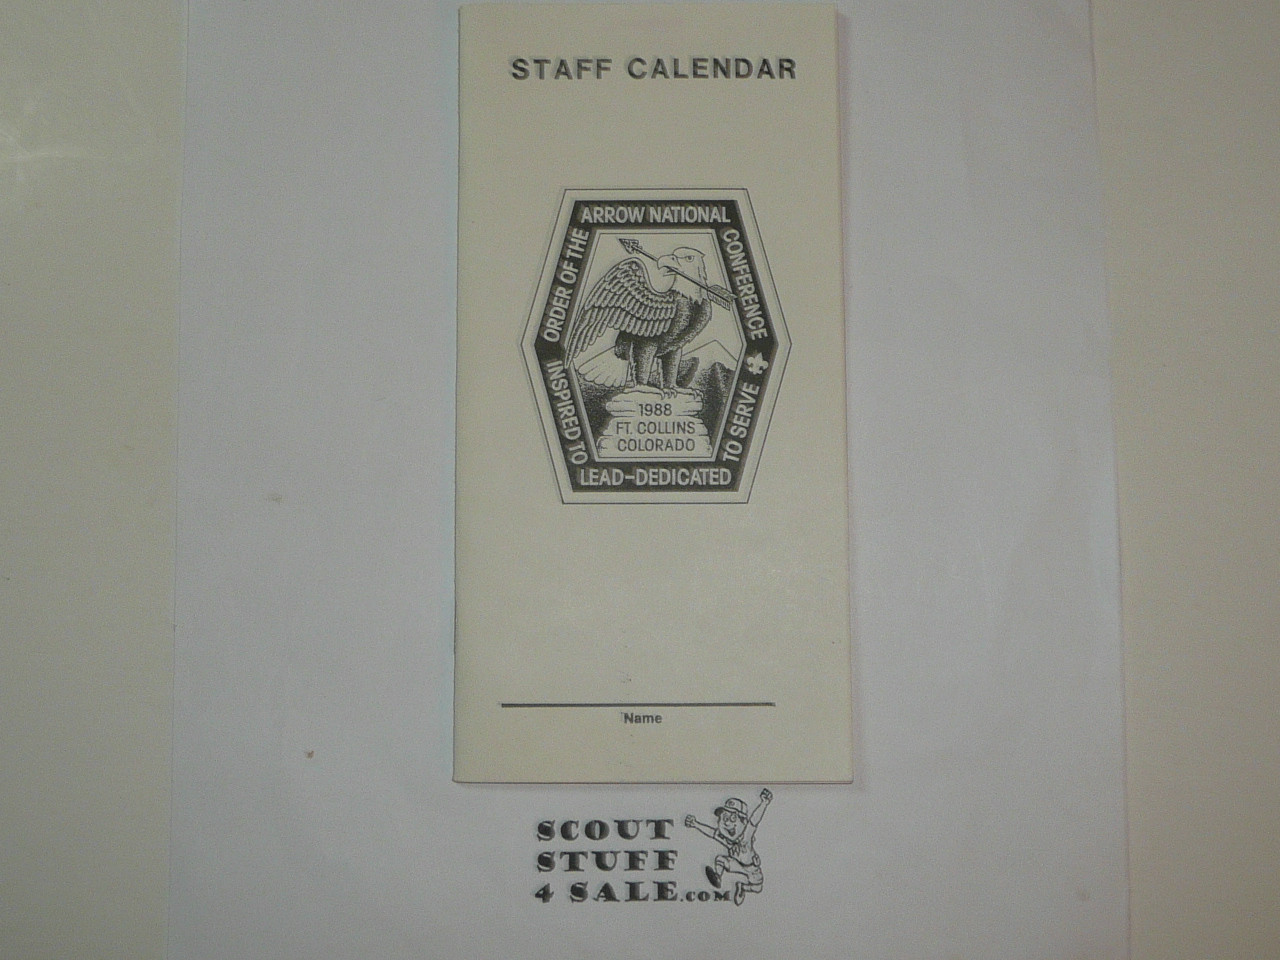 STAFF CALENDAR
ORDER OF THE
ARROW NATIONAL
CONFERENCE
INSPIRED TO
LEAD-DEDICATED
TO SERVE
1988
FT. COLLINS
COLORADO
Name
SCOUT
STUFF
4 SALE.COM